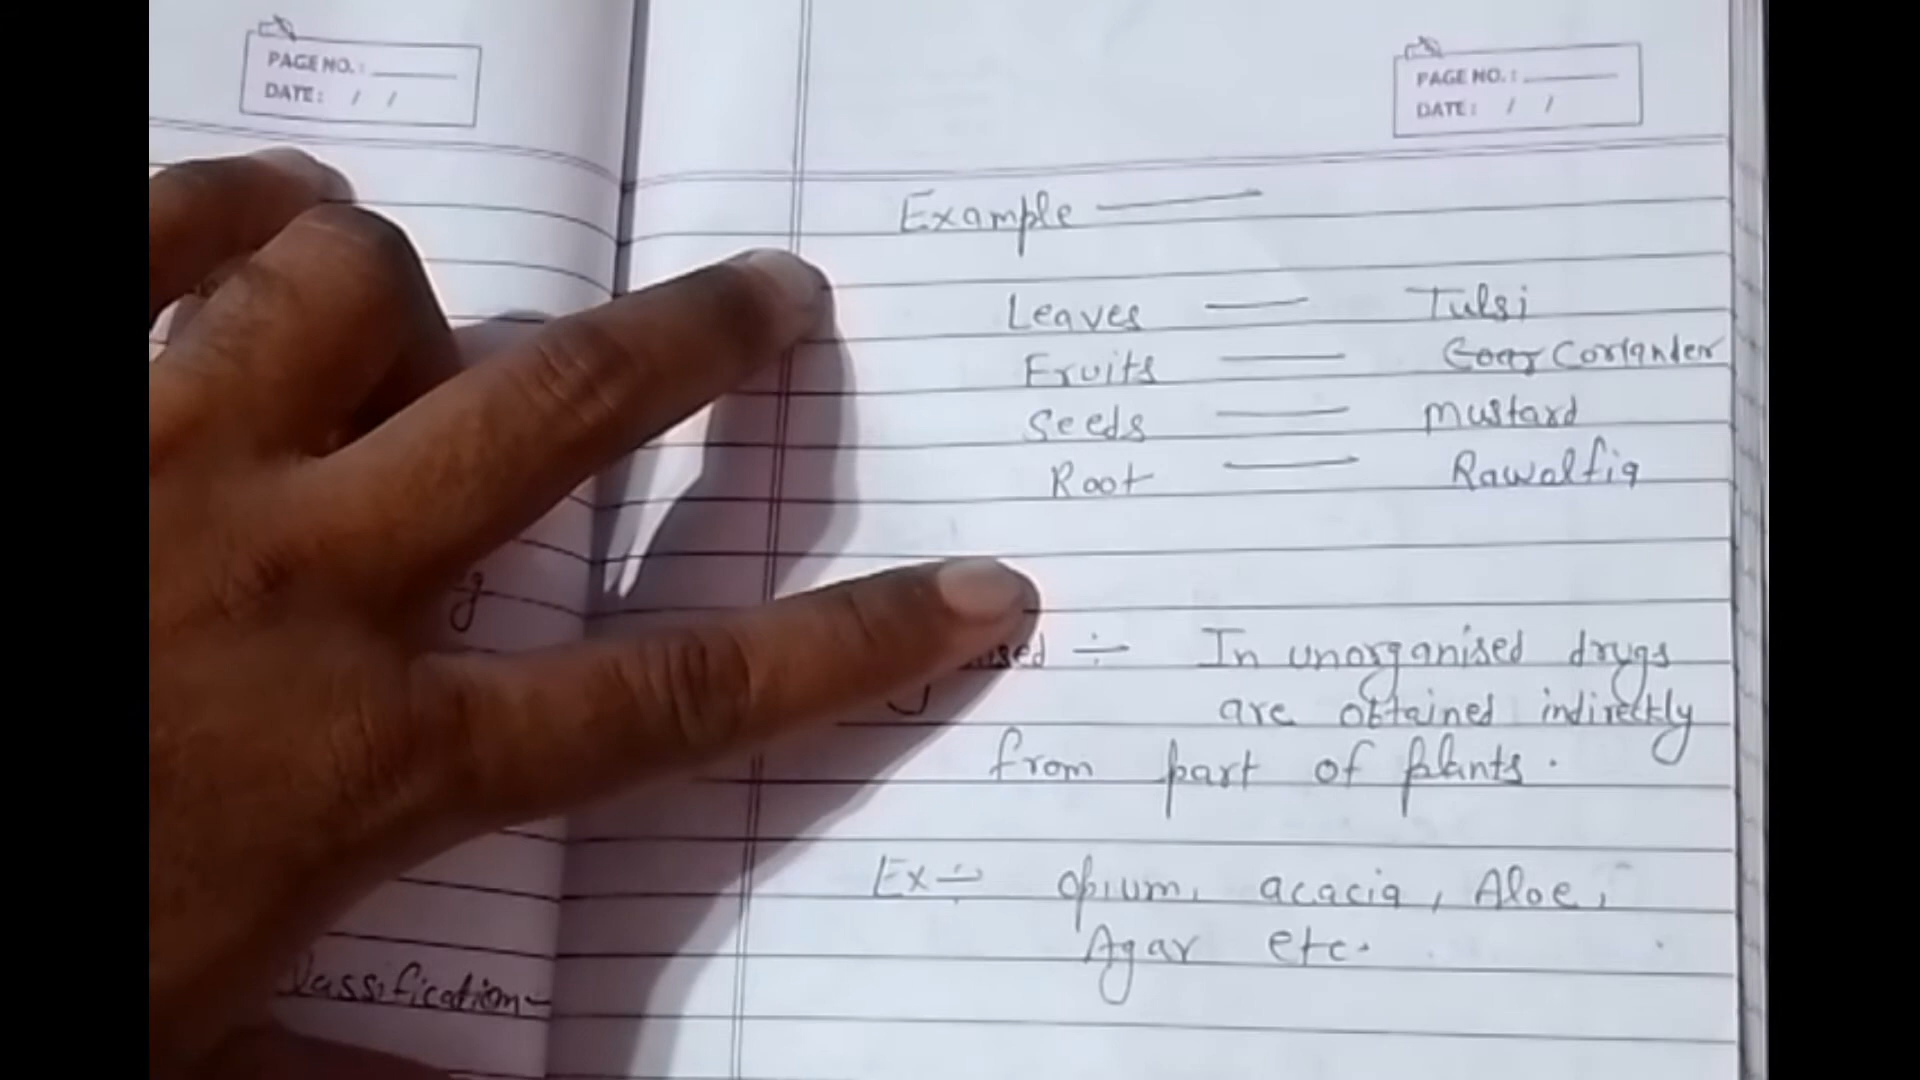 PAGE NO.:
DATE: / /
lassification-
PAGE NO.:
DATE: / /
Example —
Leaves — Tulsi
Fruits — Coriander
Seeds — Mustard
Root — Rawalfia
ised ÷ In unorganised drugs
are obtained indirectly
from part of plants.
Ex÷ Opium, acacia, Aloe,
Agar etc.